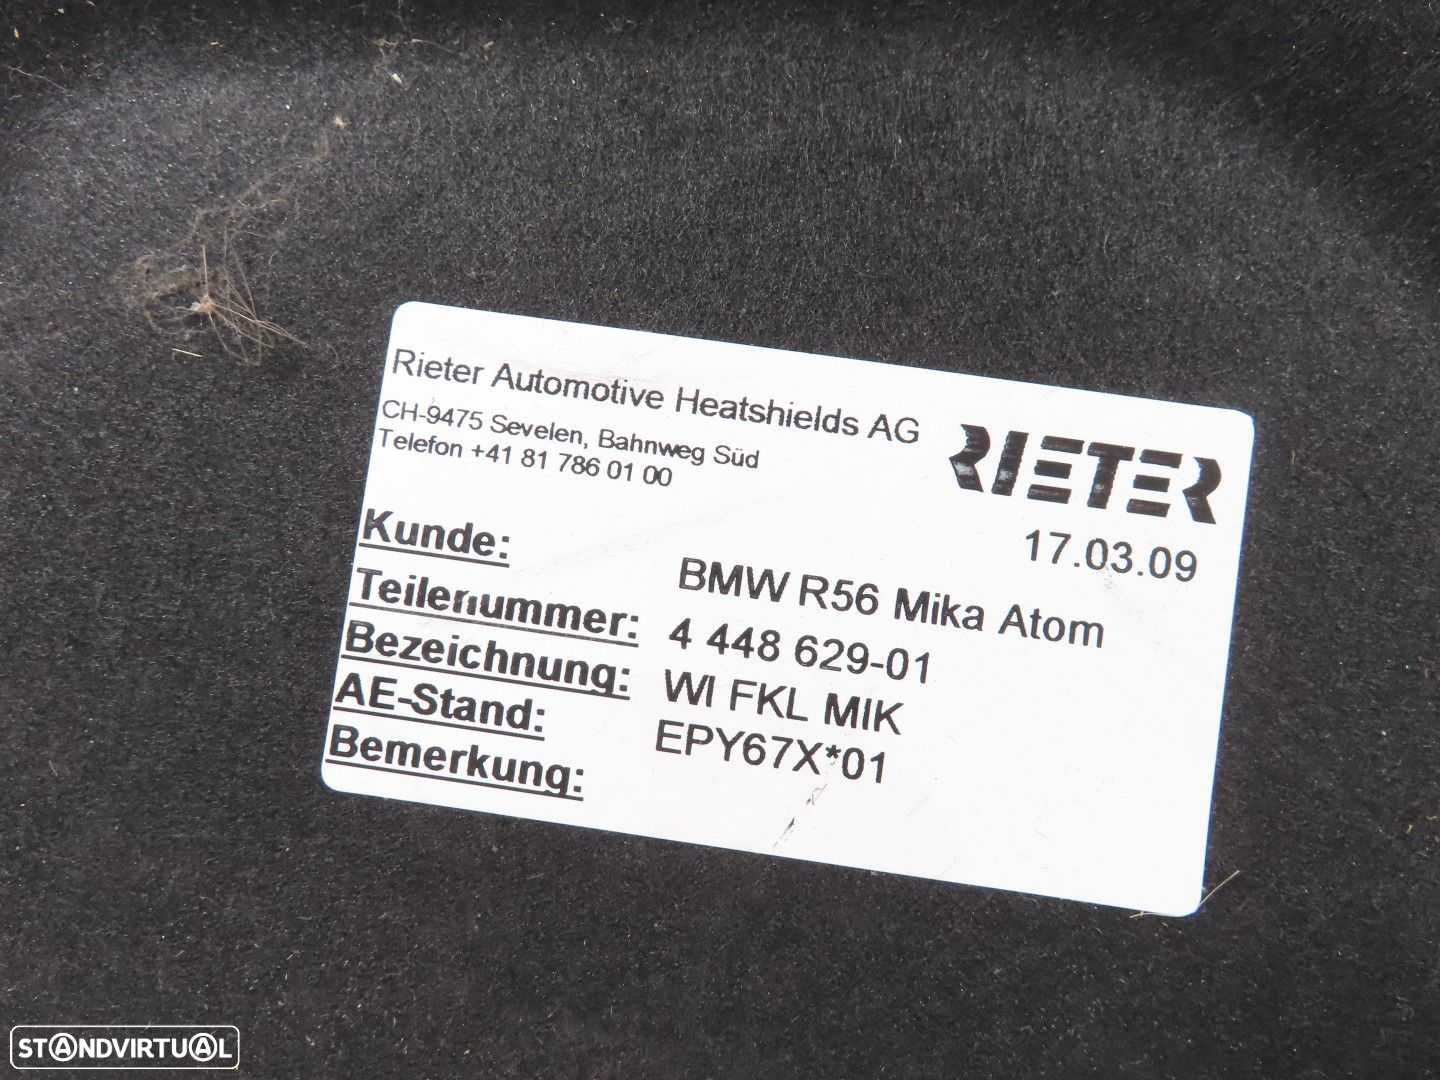 Rieter Automotive Heatshields AG
CH-9475 Sevelen, Bahnweg Süd
Telefon +41 81 786 01 00
RIETER
17.03.09
Kunde: BMW R56 Mika Atom
Teilenummer: 4 448 629-01
Bezeichnung: WI FKL MIK
AE-Stand: EPY67X*01
Bemerkung:
STANDVIRTUAL